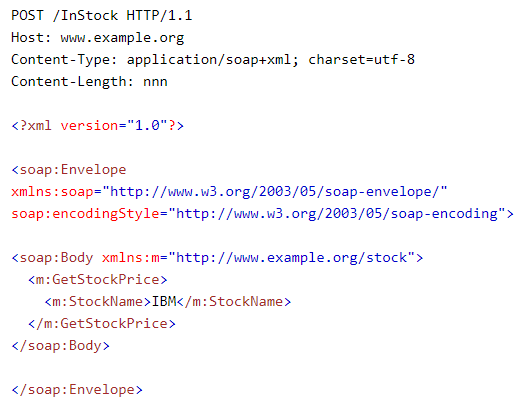 POST /InStock HTTP/1.1
Host: www.example.org
Content-Type: application/soap+xml; charset=utf-8
Content-Length: nnn
<?xml version="1.0"?>
<soap:Envelope
xmlns:soap="http://www.w3.org/2003/05/soap-envelope/"
soap:encodingStyle="http://www.w3.org/2003/05/soap-encoding">
<soap:Body xmlns:m="http://www.example.org/stock">
  <m:GetStockPrice>
    <m:StockName>IBM</m:StockName>
  </m:GetStockPrice>
</soap:Body>
</soap:Envelope>